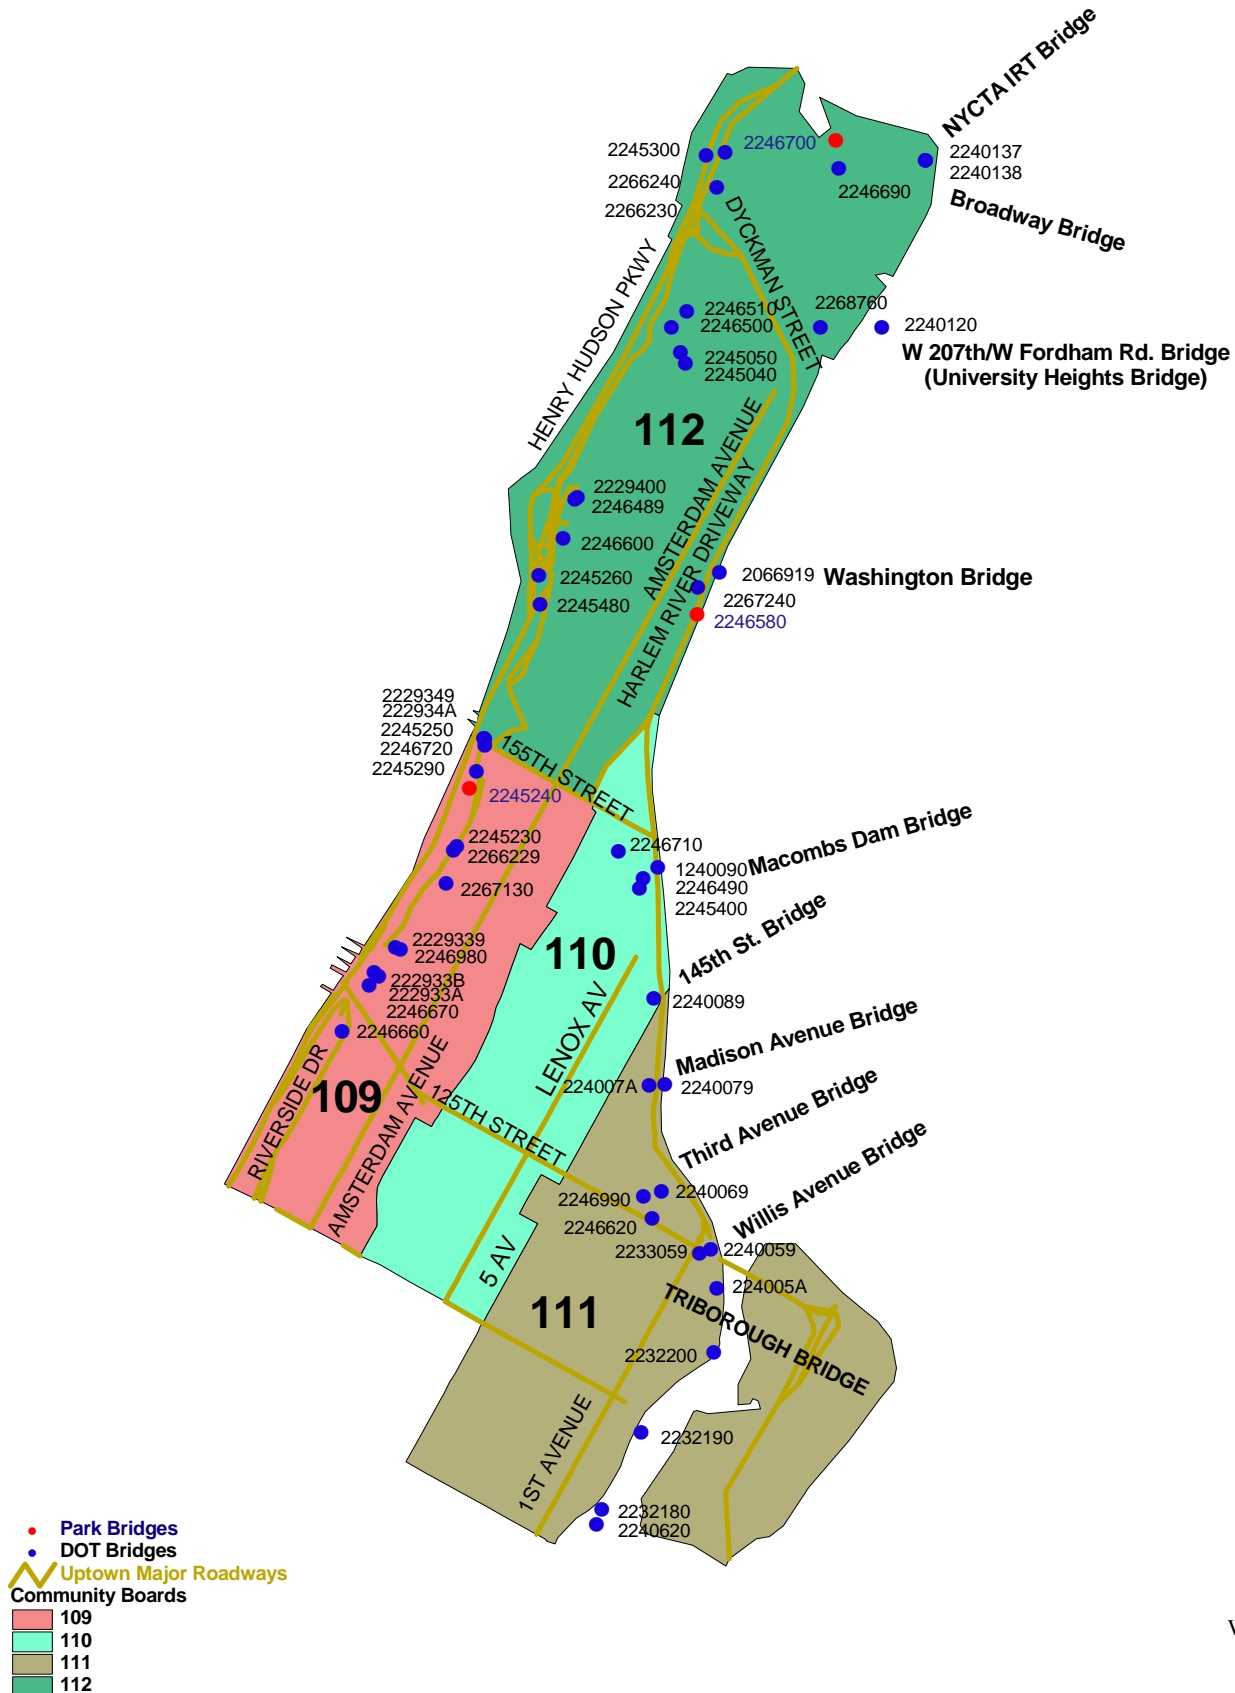 NYCTA IRT Bridge
2246700
2245300
2240137
2240138
2266240
2246690
2266230
Broadway Bridge
DYCKMAN STREET
HENRY HUDSON PKWY
2246510
2268760
2246500
2240120
2245050
2245040
W 207th/W Fordham Rd. Bridge
(University Heights Bridge)
112
AMSTERDAM AVENUE
HARLEM RIVER DRIVEWAY
2229400
2246489
2246600
2245260
2066919
Washington Bridge
2245480
2267240
2246580
2229349
222934A
2245250
2246720
2245290
155TH STREET
2245240
2245230
2266229
2246710
Macombs Dam Bridge
1240090
2246490
2245400
2267130
145th St. Bridge
2229339
2246980
110
222933B
222933A
2246670
2240089
2246660
LENOX AV
Madison Avenue Bridge
RIVERSIDE DR
109
AMSTERDAM AVENUE
224007A
2240079
125TH STREET
Third Avenue Bridge
2246990
2240069
Willis Avenue Bridge
2246620
2233059
2240059
5 AV
224005A
111
TRIBOROUGH BRIDGE
2232200
1ST AVENUE
2232190
2232180
2240620
Park Bridges
DOT Bridges
Uptown Major Roadways
Community Boards
109
110
111
112